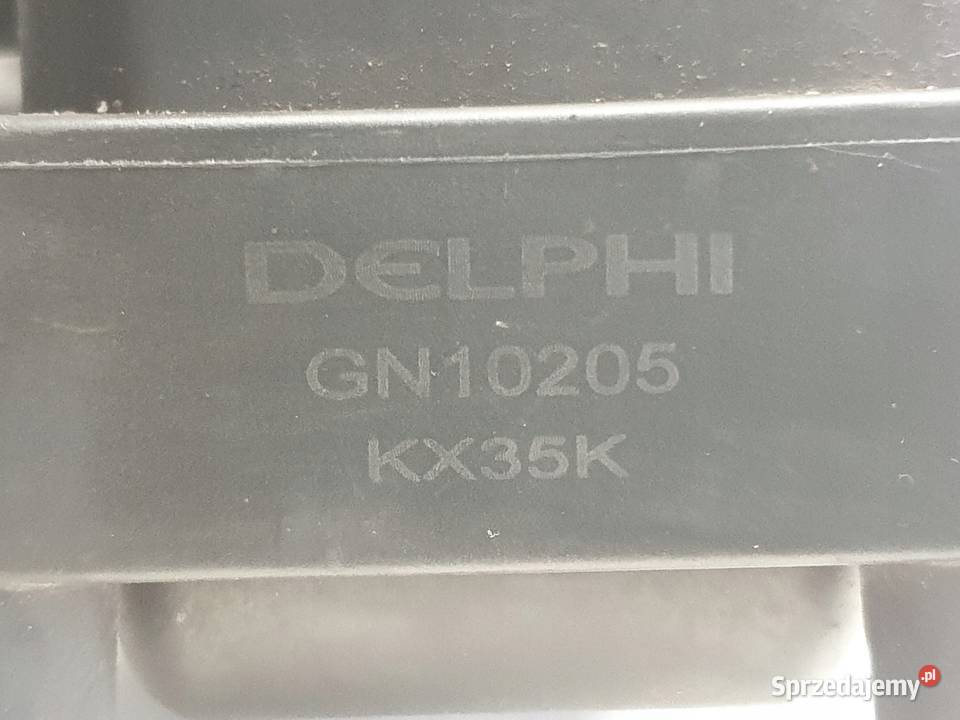 DELPHI
GN10205
KX35K
Sprzedajemy.pl